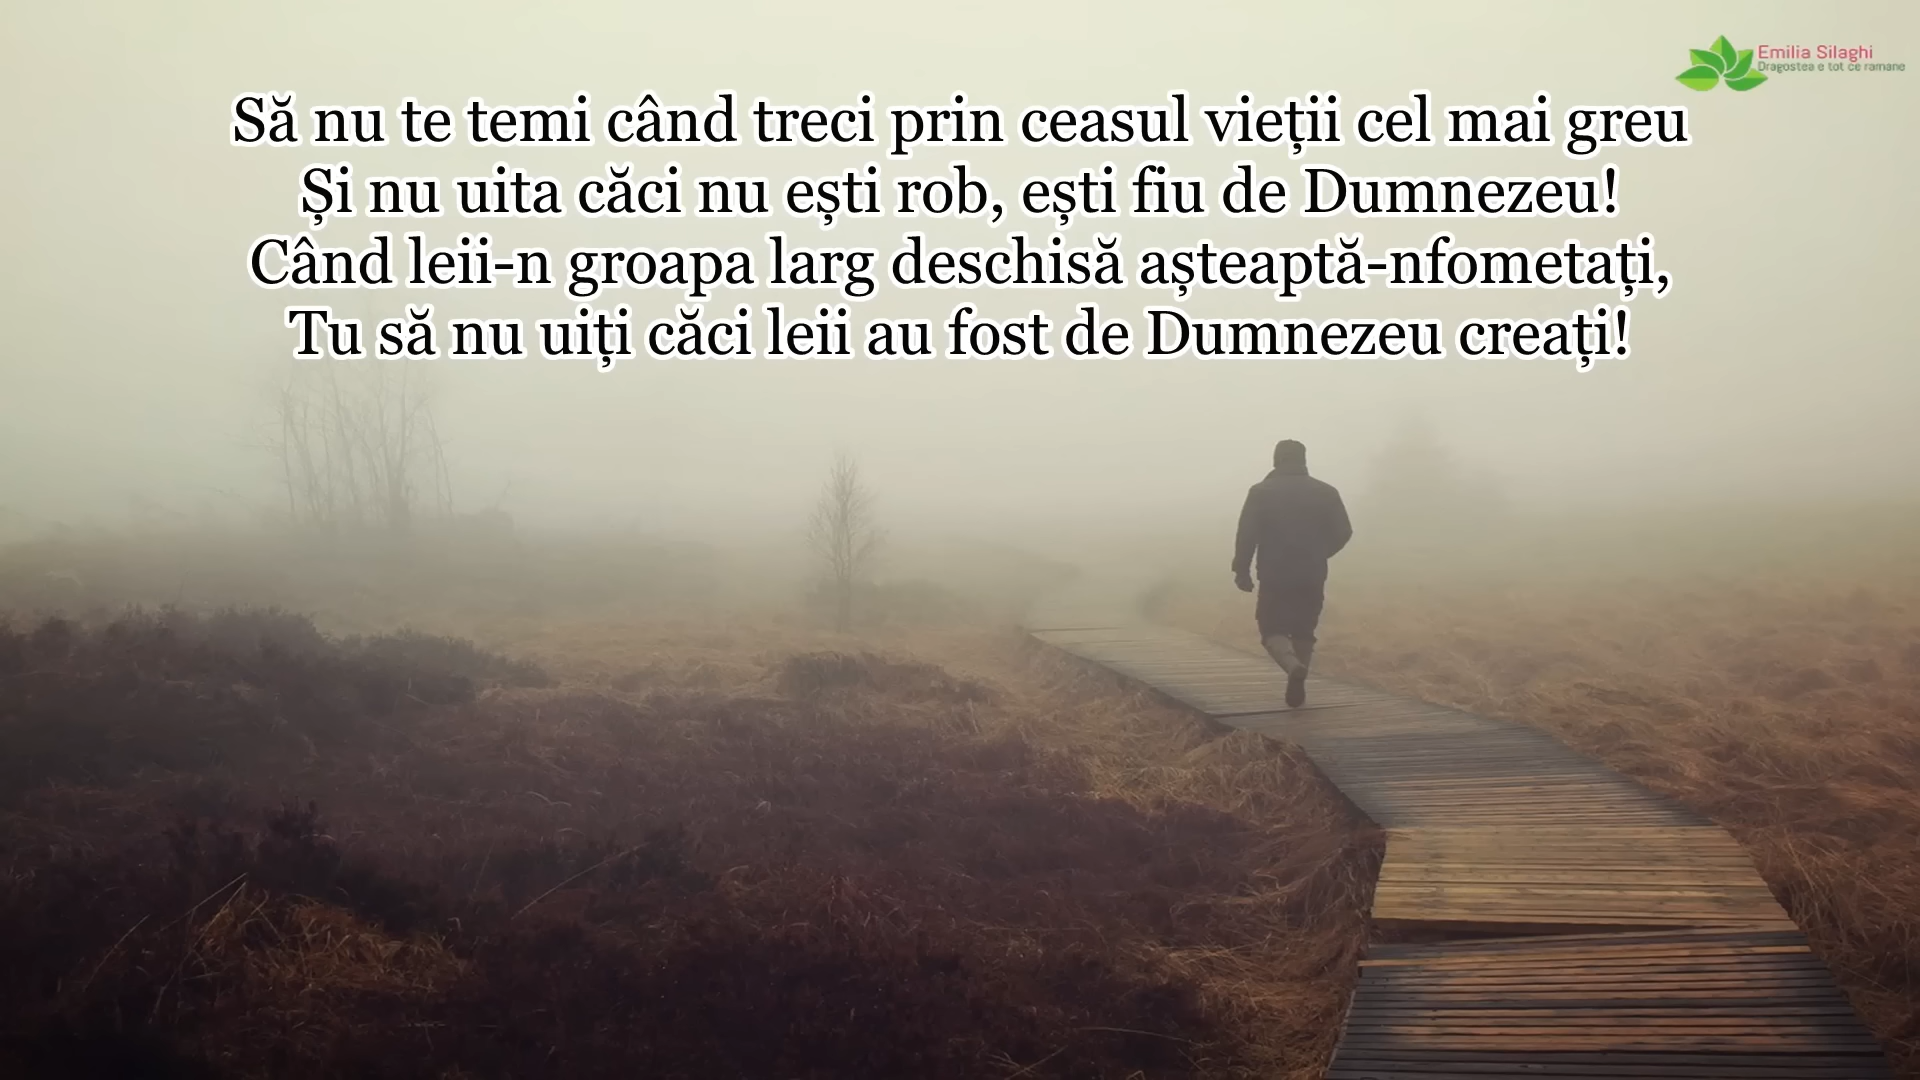 Emilia Silaghi
Dragostea e tot ce ramane
Să nu te temi când treci prin ceasul vieții cel mai greu
Și nu uita căci nu ești rob, ești fiu de Dumnezeu!
Când leii-n groapa larg deschisă așteaptă-nfometați,
Tu să nu uiți căci leii au fost de Dumnezeu creați!